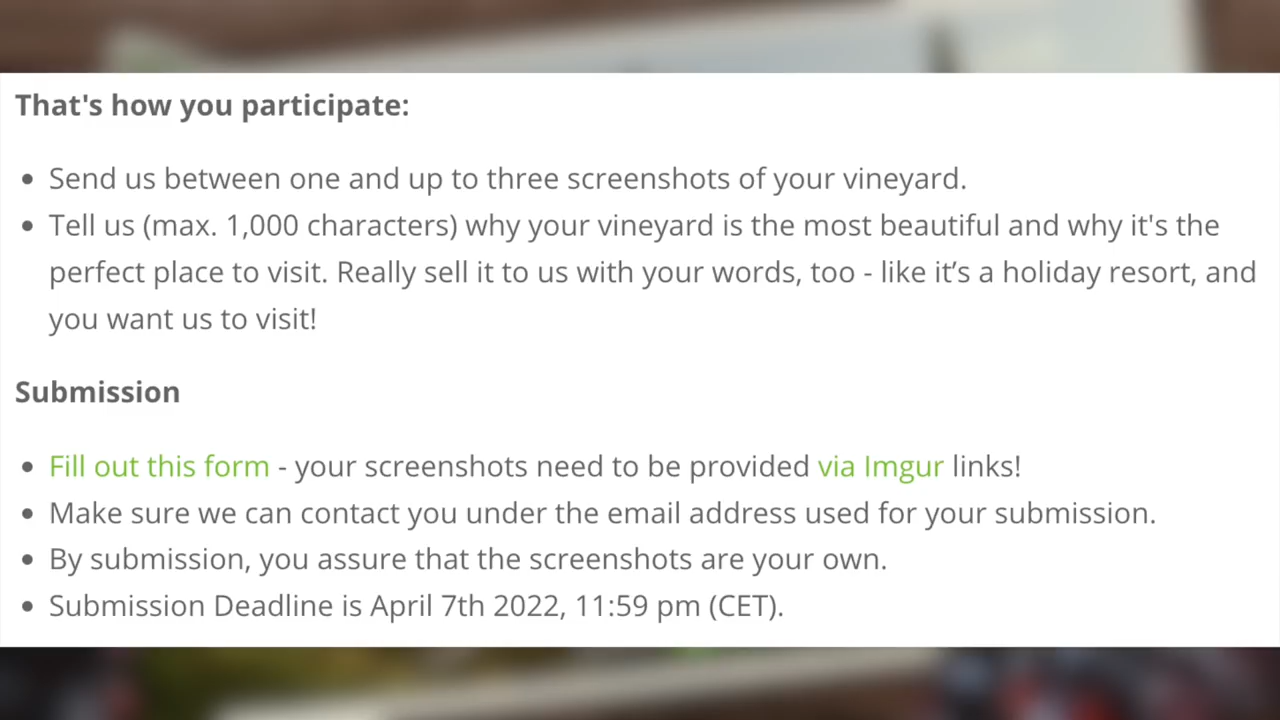 That's how you participate:
Send us between one and up to three screenshots of your vineyard.
Tell us (max. 1,000 characters) why your vineyard is the most beautiful and why it's the
perfect place to visit. Really sell it to us with your words, too - like it’s a holiday resort, and
you want us to visit!
Submission
Fill out this form - your screenshots need to be provided via Imgur links!
Make sure we can contact you under the email address used for your submission.
By submission, you assure that the screenshots are your own.
Submission Deadline is April 7th 2022, 11:59 pm (CET).